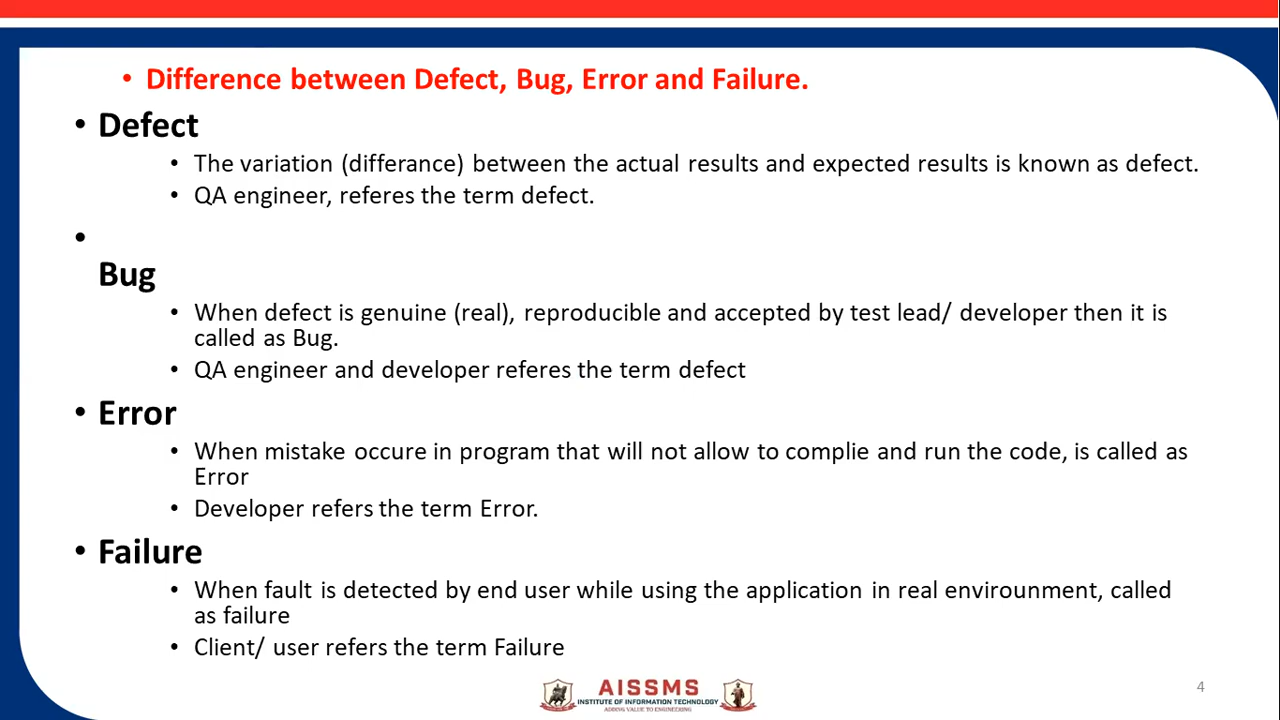 • Difference between Defect, Bug, Error and Failure.
• Defect
• The variation (differance) between the actual results and expected results is known as defect.
• QA engineer, referes the term defect.
•
Bug
• When defect is genuine (real), reproducible and accepted by test lead/ developer then it is
called as Bug.
• QA engineer and developer referes the term defect
• Error
• When mistake occure in program that will not allow to complie and run the code, is called as
Error
• Developer refers the term Error.
• Failure
• When fault is detected by end user while using the application in real envirounment, called
as failure
• Client/ user refers the term Failure
AISSMS
INSTITUTE OF INFORMATION TECHNOLOGY
ADDING VALUE TO ENGINEERING
4